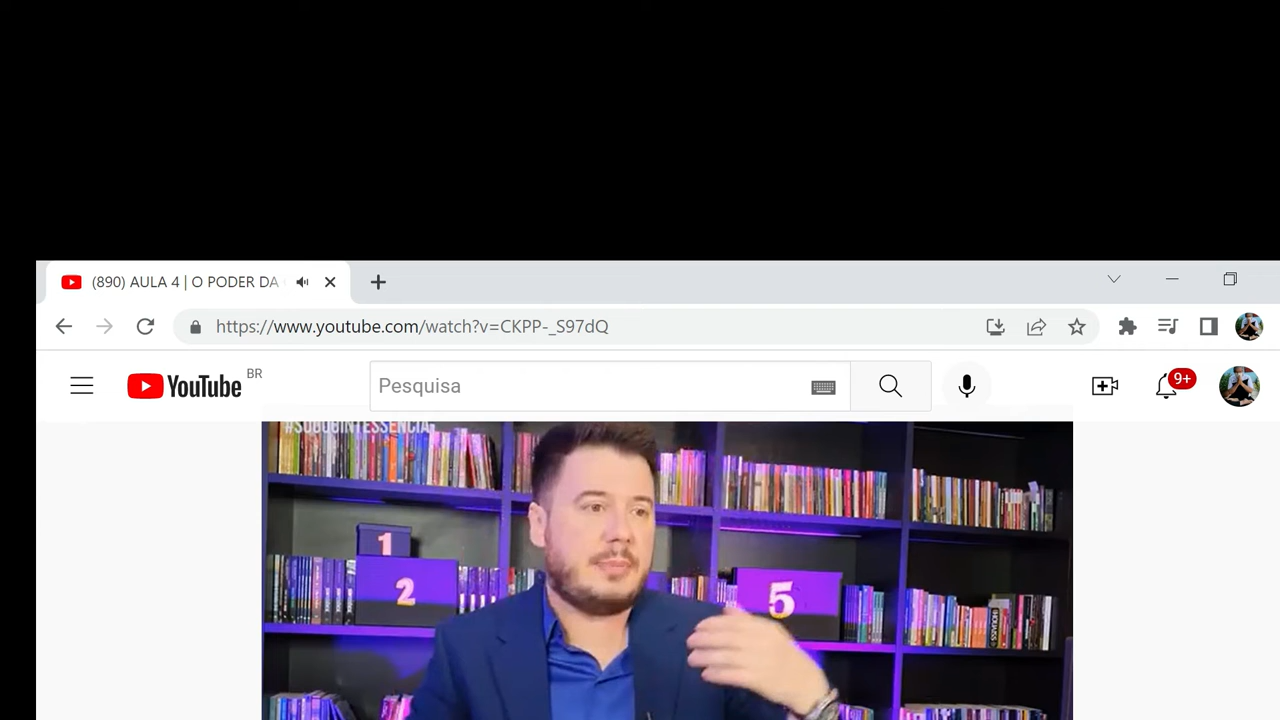 (890) AULA 4 | O PODER DA
https://www.youtube.com/watch?v=CKPP-_S97dQ
YouTube BR
Pesquisa
9+
1
2
5